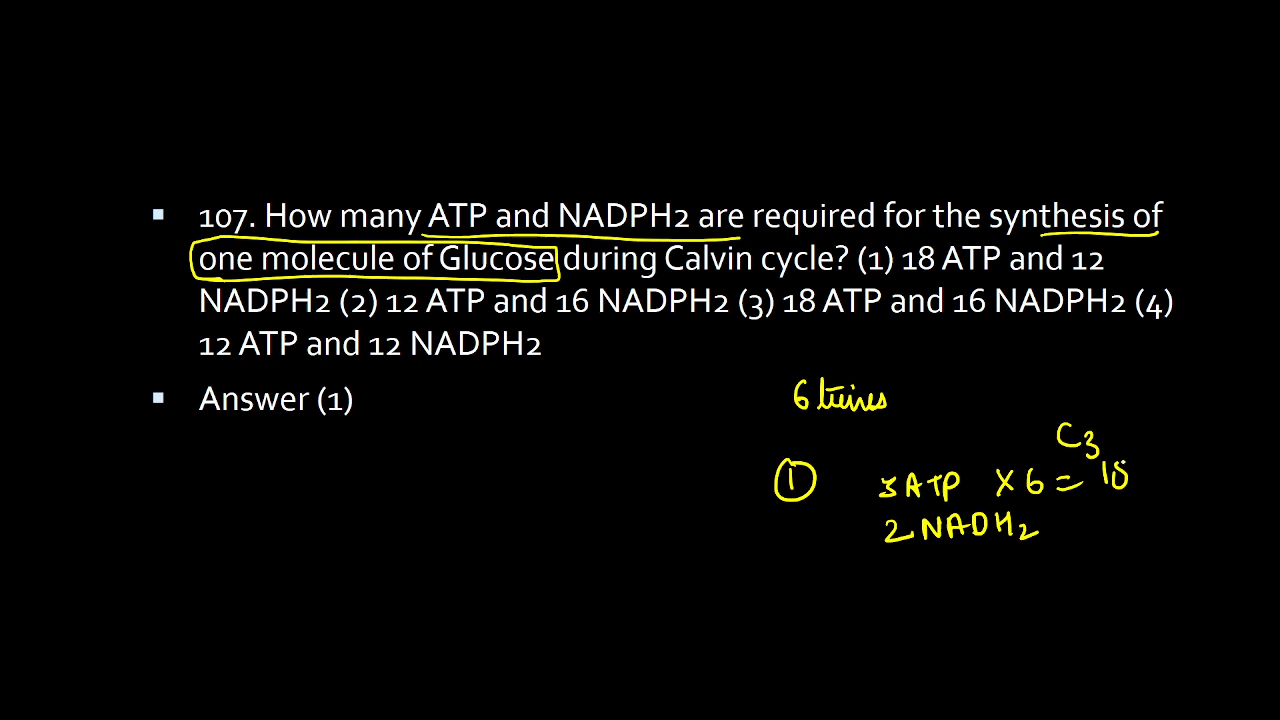 ▪ 107. How many ATP and NADPH2 are required for the synthesis of
one molecule of Glucose during Calvin cycle? (1) 18 ATP and 12
NADPH2 (2) 12 ATP and 16 NADPH2 (3) 18 ATP and 16 NADPH2 (4)
12 ATP and 12 NADPH2
▪ Answer (1)
6 times
C3
1 3 ATP × 6 = 18
2 NADH2